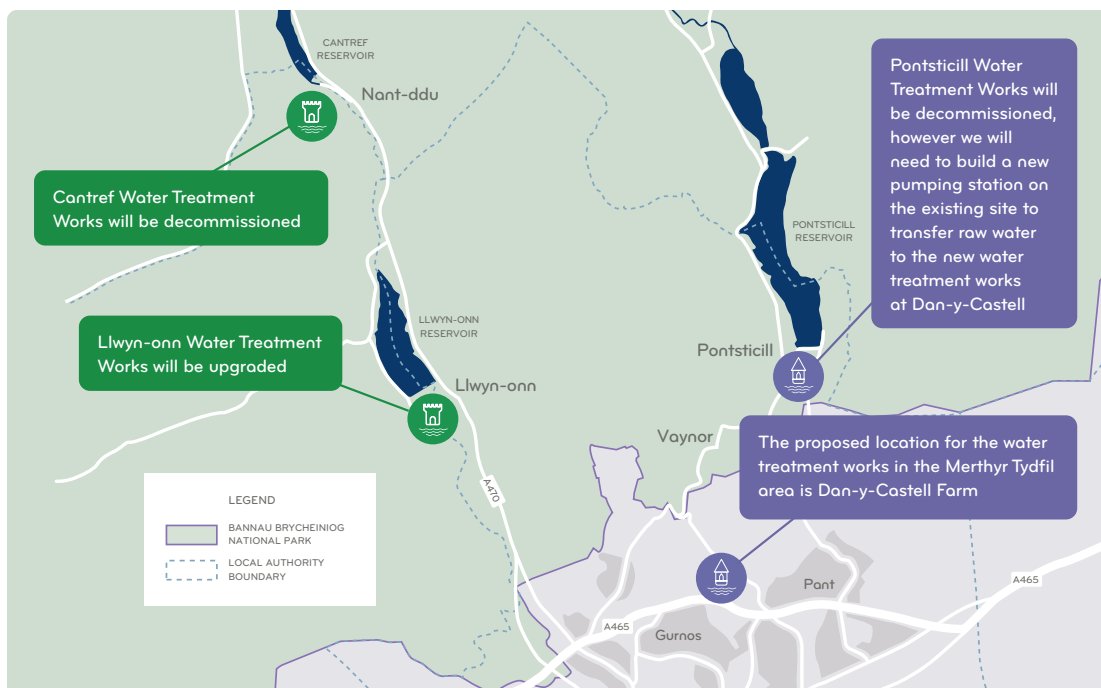 CANTREF
RESERVOIR
Nant-ddu
Cantref Water Treatment
Works will be decommissioned
Pontsticill Water
Treatment Works will
be decommissioned,
however we will
need to build a new
pumping station on
the existing site to
transfer raw water
to the new water
treatment works
at Dan-y-Castell
PONTSTICILL
RESERVOIR
LLWYN-ONN
RESERVOIR
Llwyn-onn Water Treatment
Works will be upgraded
Llwyn-onn
Pontsticill
Vaynor
The proposed location for the water
treatment works in the Merthyr Tydfil
area is Dan-y-Castell Farm
A470
LEGEND
BANNAU BRYCHEINIOG
NATIONAL PARK
LOCAL AUTHORITY
BOUNDARY
Pant
A465
A465
Gurnos